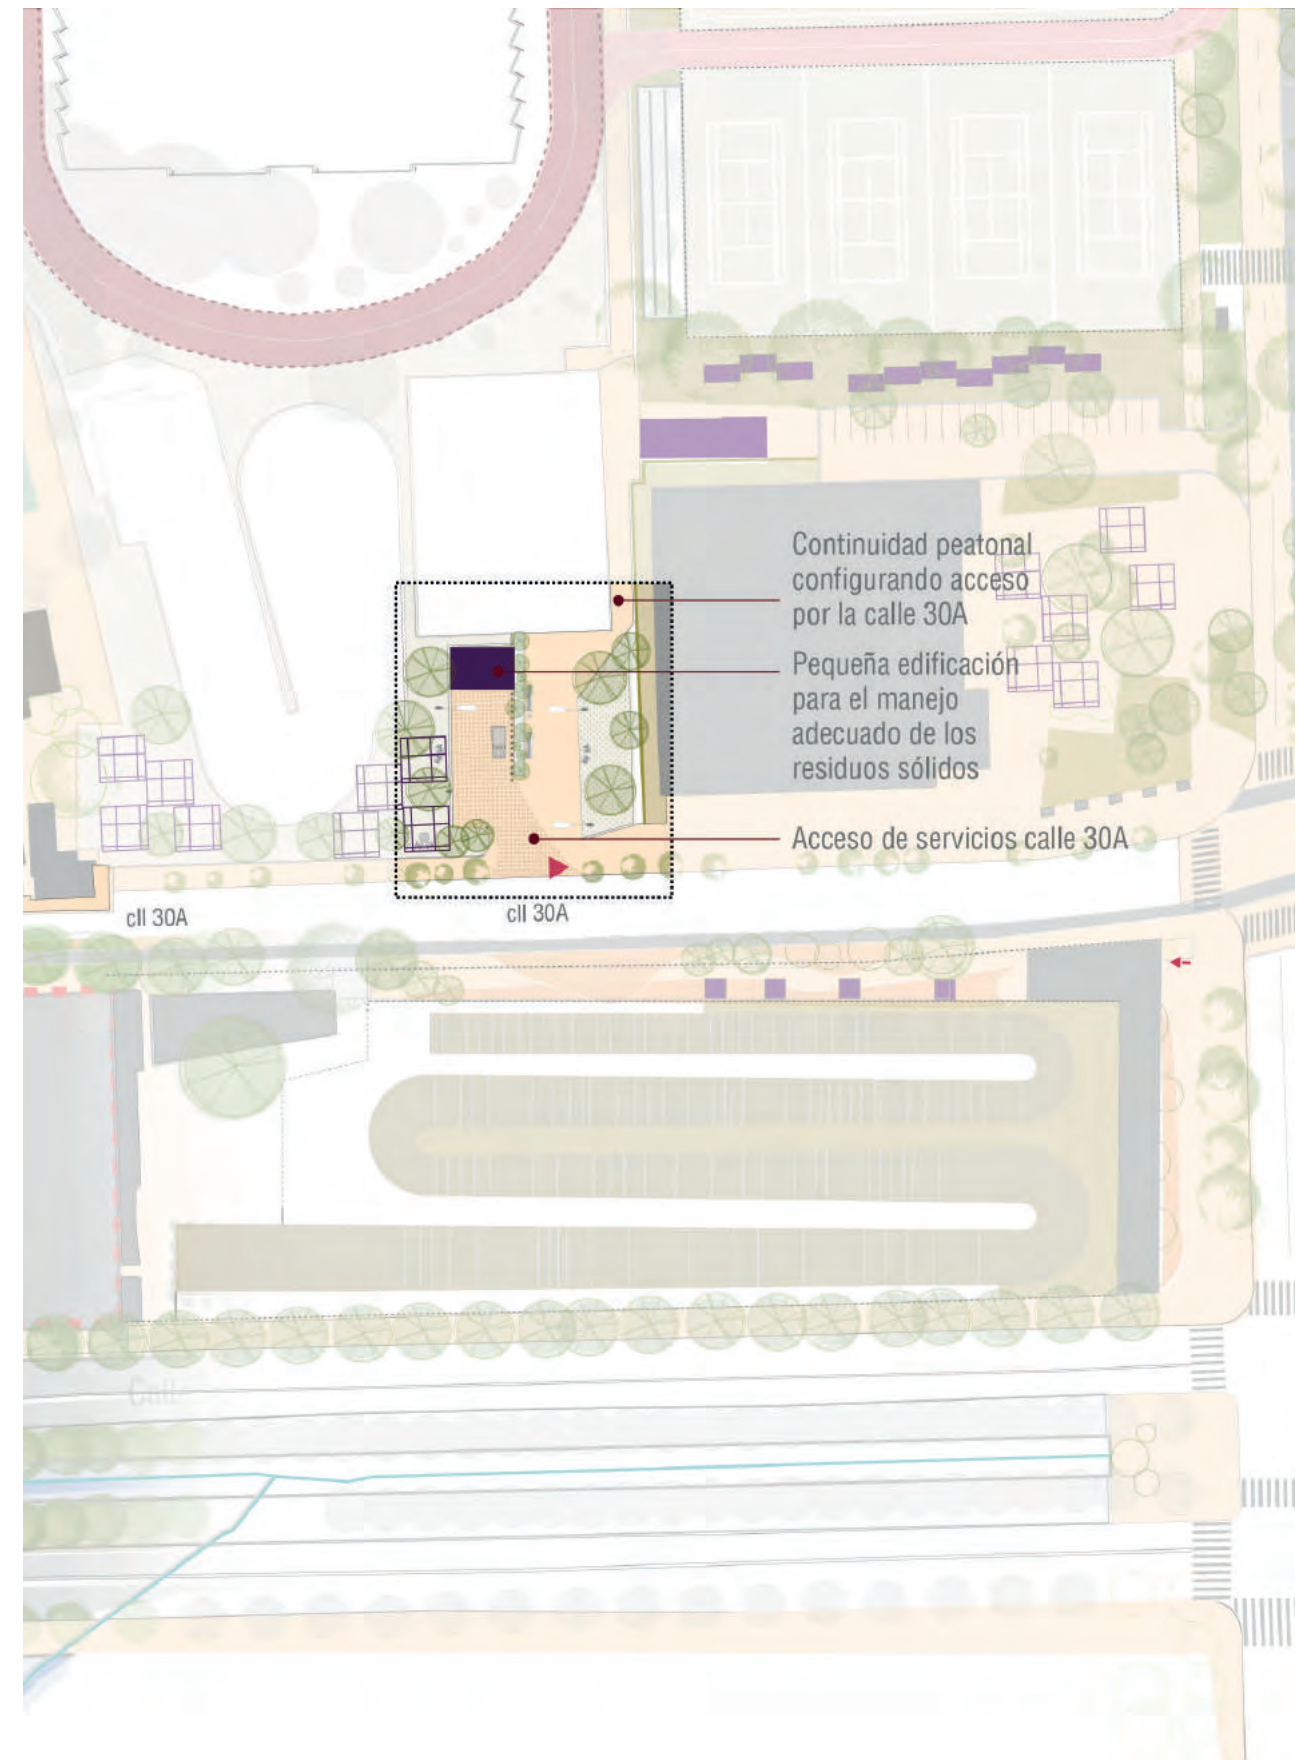 Continuidad peatonal
configurando acceso
por la calle 30A
Pequeña edificación
para el manejo
adecuado de los
residuos sólidos
Acceso de servicios calle 30A
cll 30A
cll 30A